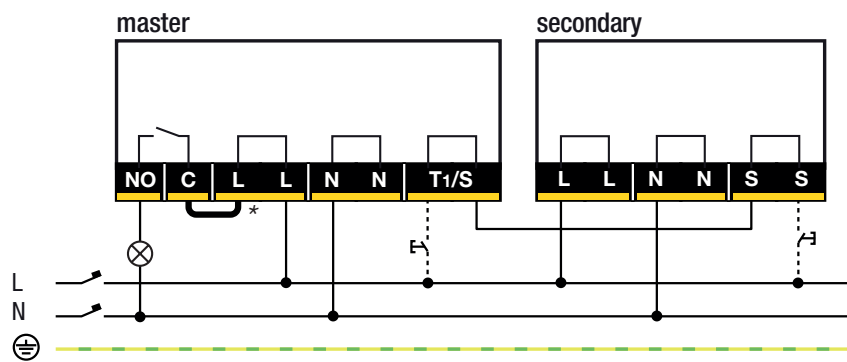 master secondary
NO C L L N N T1/S L L N N S S
*
L
N